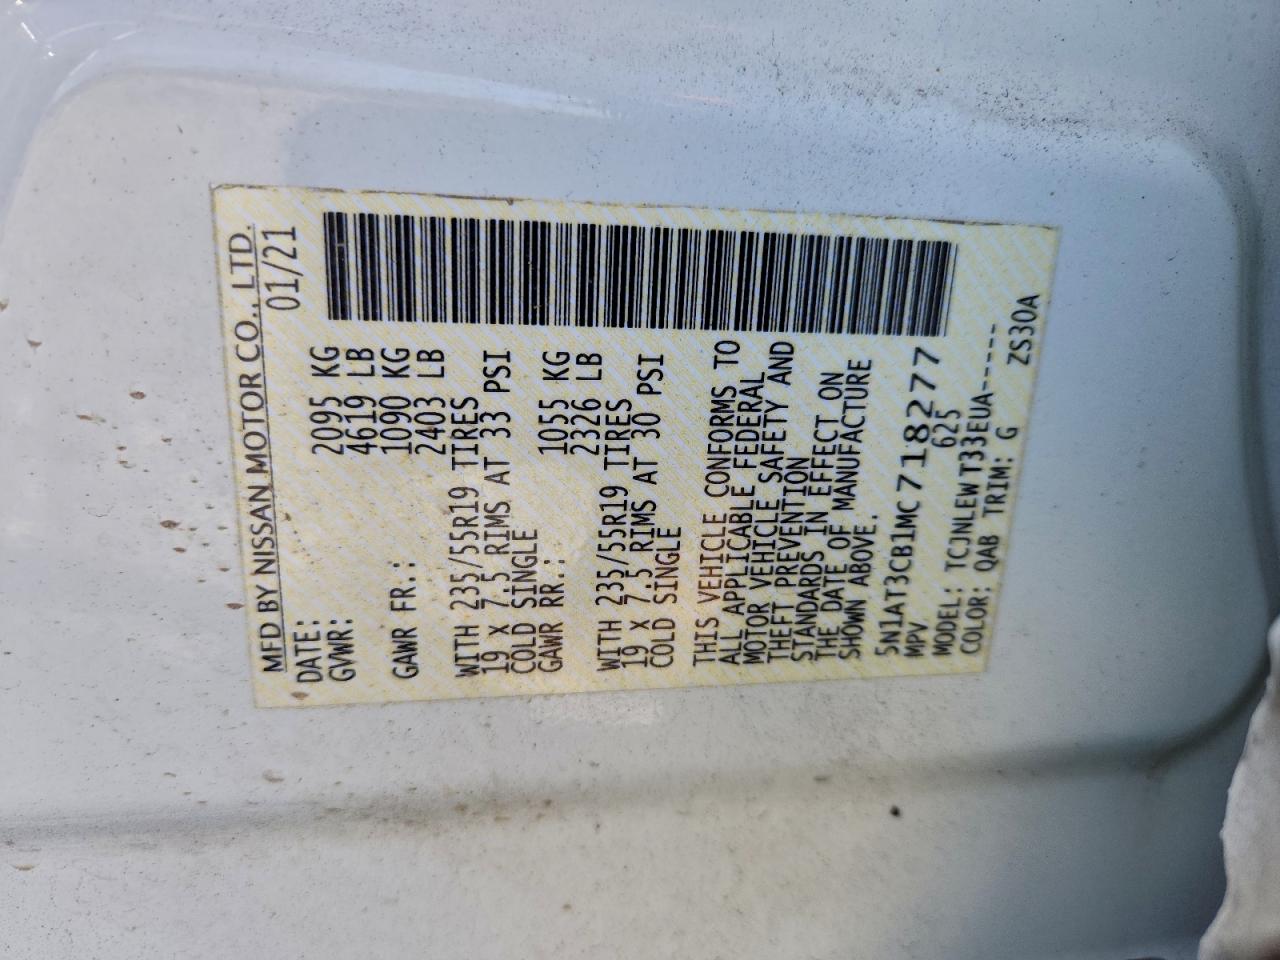 MFD BY NISSAN MOTOR CO., LTD.
DATE: 01/21
GVWR: 2095 KG
4619 LB
GAWR FR.: 1090 KG
2403 LB
WITH 235/55R19 TIRES
19 X 7.5 RIMS AT 33 PSI
COLD SINGLE
GAWR RR.: 1055 KG
2326 LB
WITH 235/55R19 TIRES
19 X 7.5 RIMS AT 30 PSI
COLD SINGLE
THIS VEHICLE CONFORMS TO
ALL APPLICABLE FEDERAL
MOTOR VEHICLE SAFETY AND
THEFT PREVENTION
STANDARDS IN EFFECT ON
THE DATE OF MANUFACTURE
SHOWN ABOVE.
5N1AT3CB1MC718277
MPV 625
MODEL: TCJNLEW T33EUA-----
COLOR: QAB TRIM: G ZS30A